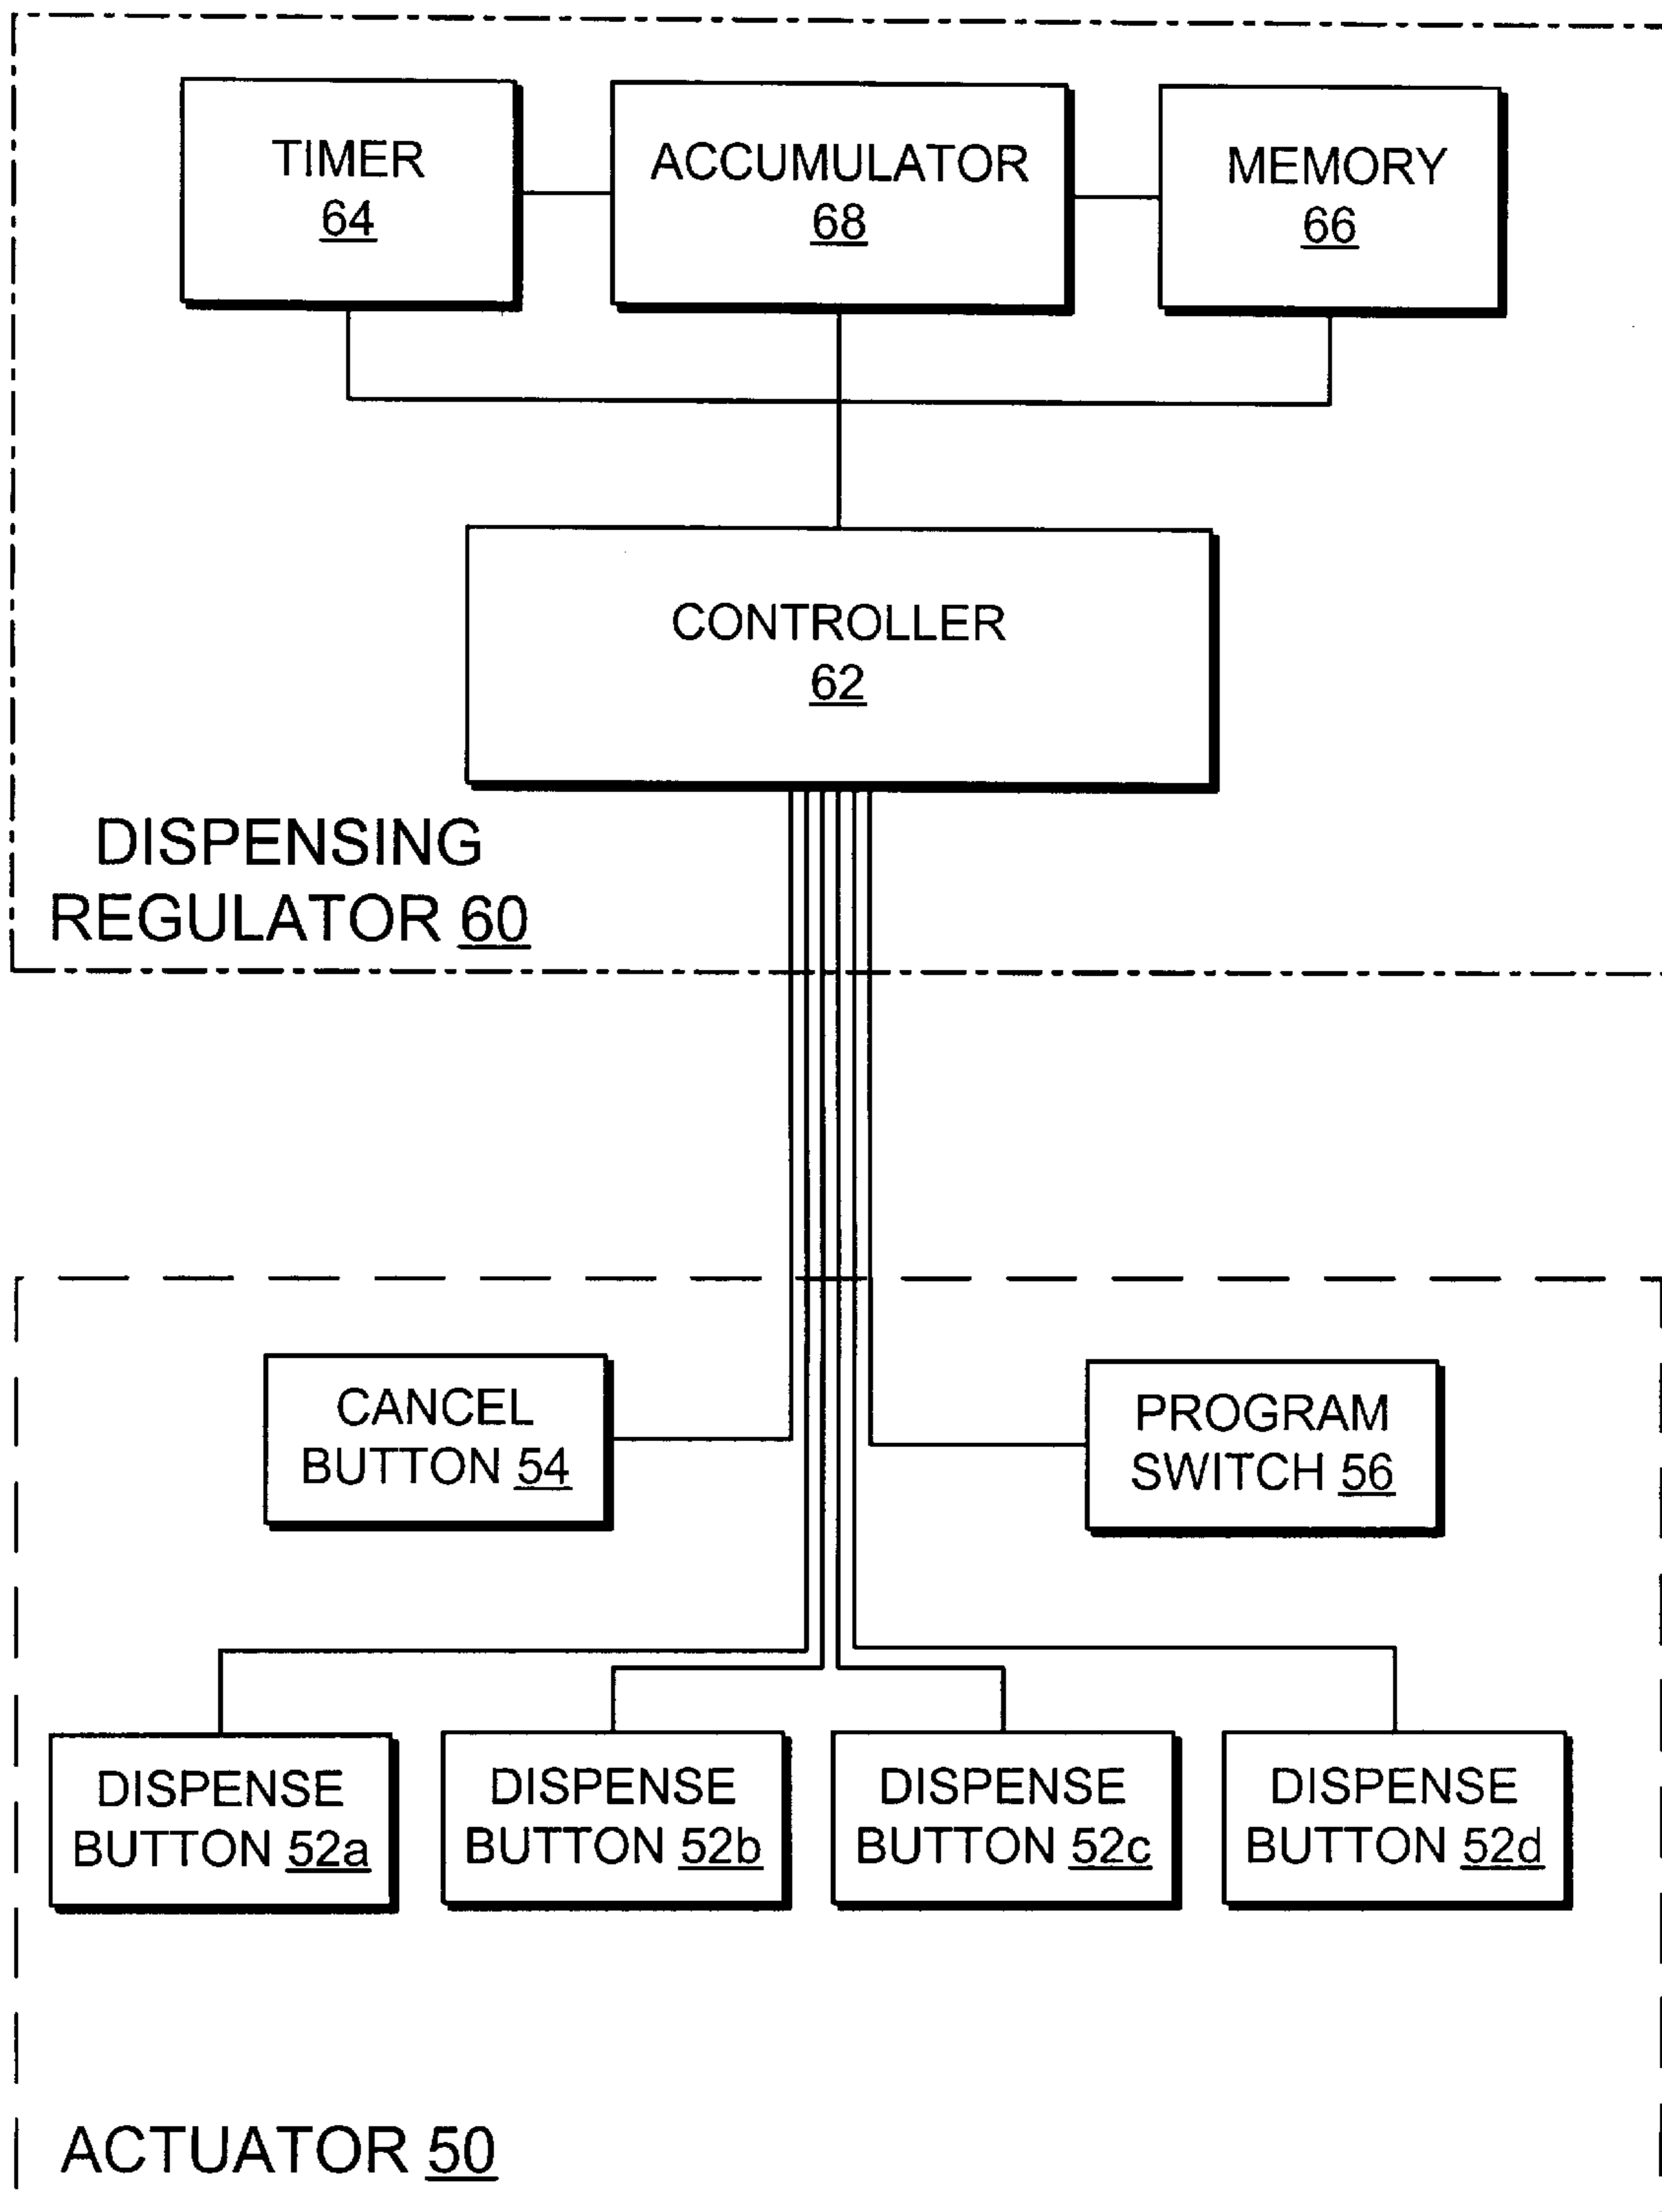 TIMER
64
ACCUMULATOR
68
MEMORY
66
CONTROLLER
62
DISPENSING
REGULATOR 60
CANCEL
BUTTON 54
PROGRAM
SWITCH 56
DISPENSE
BUTTON 52a
DISPENSE
BUTTON 52b
DISPENSE
BUTTON 52c
DISPENSE
BUTTON 52d
ACTUATOR 50